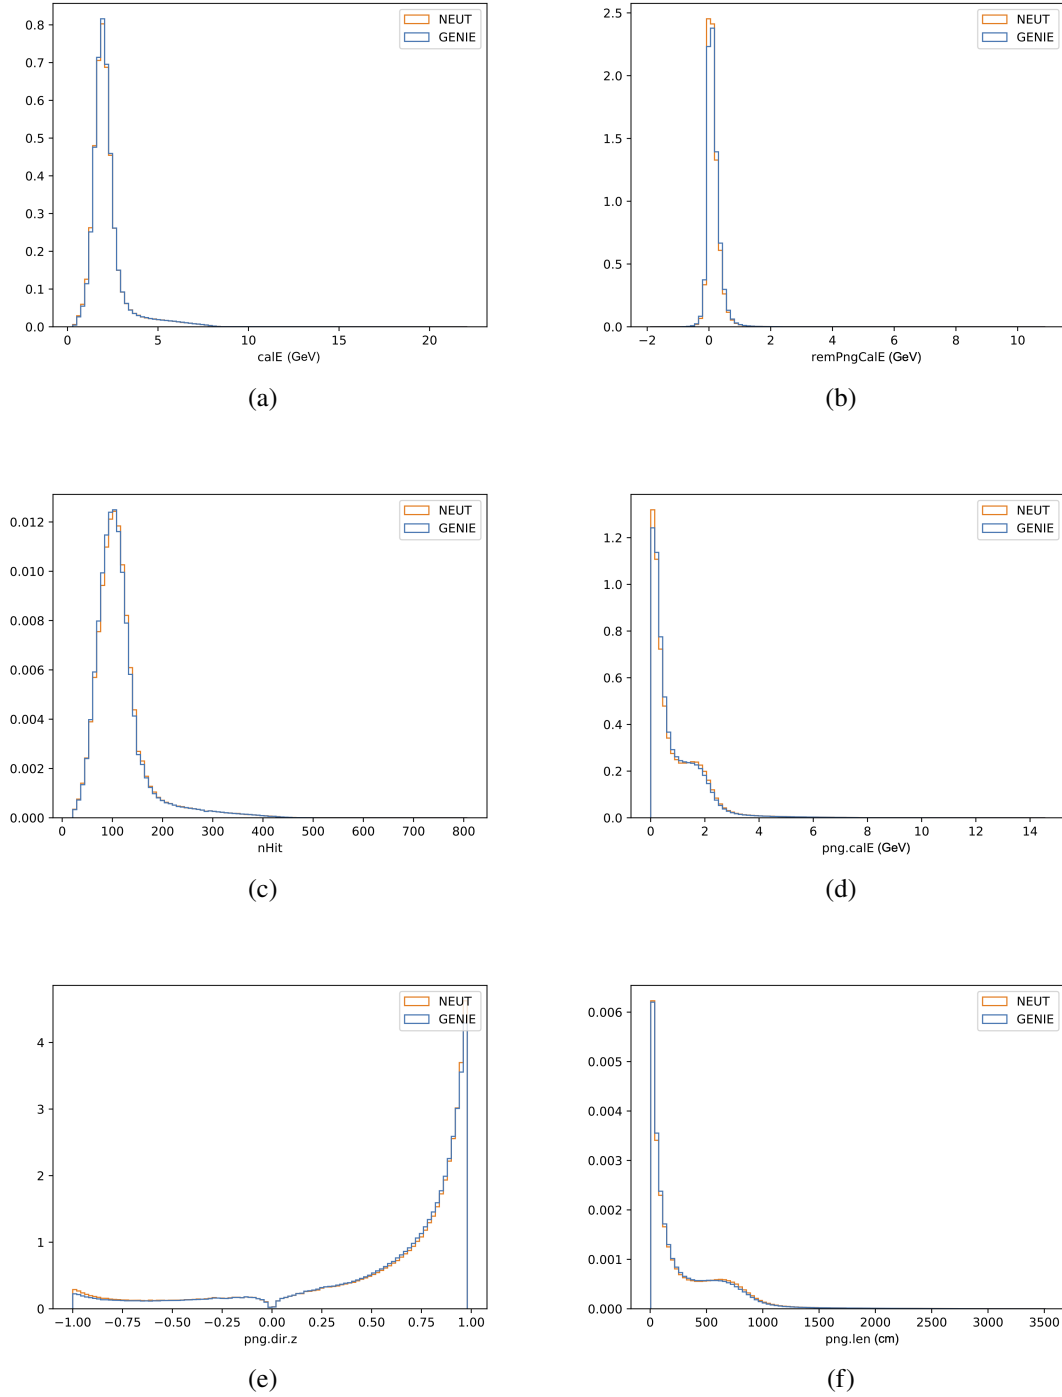 0.8
0.7
0.6
0.5
0.4
0.3
0.2
0.1
0.0
0 5 10 15 20
calE (GeV)
NEUT
GENIE
(a)
2.5
2.0
1.5
1.0
0.5
0.0
−2 0 2 4 6 8 10
remPngCalE (GeV)
NEUT
GENIE
(b)
0.012
0.010
0.008
0.006
0.004
0.002
0.000
0 100 200 300 400 500 600 700 800
nHit
NEUT
GENIE
(c)
1.2
1.0
0.8
0.6
0.4
0.2
0.0
0 2 4 6 8 10 12 14
png.calE (GeV)
NEUT
GENIE
(d)
4
3
2
1
0
−1.00 −0.75 −0.50 −0.25 0.00 0.25 0.50 0.75 1.00
png.dir.z
NEUT
GENIE
(e)
0.006
0.005
0.004
0.003
0.002
0.001
0.000
0 500 1000 1500 2000 2500 3000 3500
png.len (cm)
NEUT
GENIE
(f)